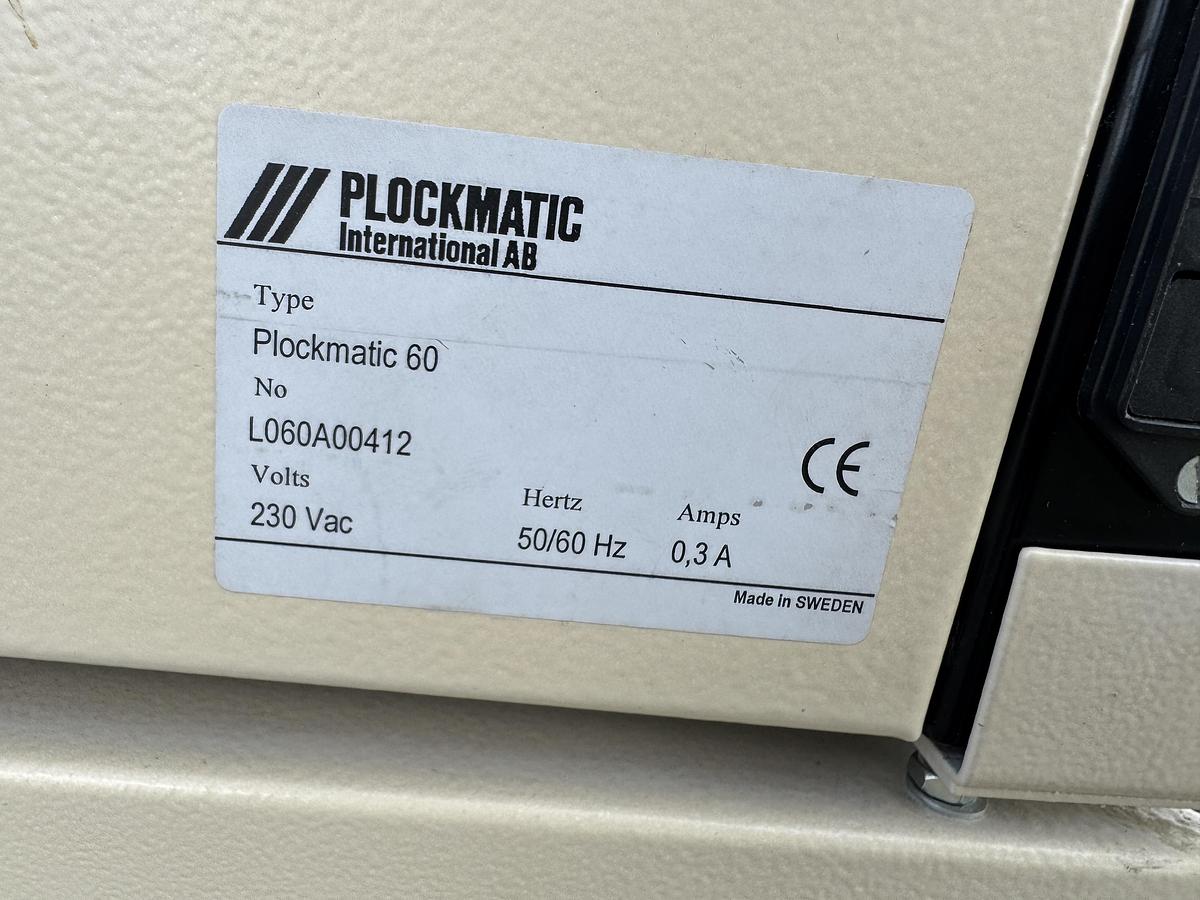 PLOCKMATIC
International AB
Type
Plockmatic 60
No
L060A00412
Volts Hertz Amps
230 Vac 50/60 Hz 0,3 A
CE
Made in SWEDEN